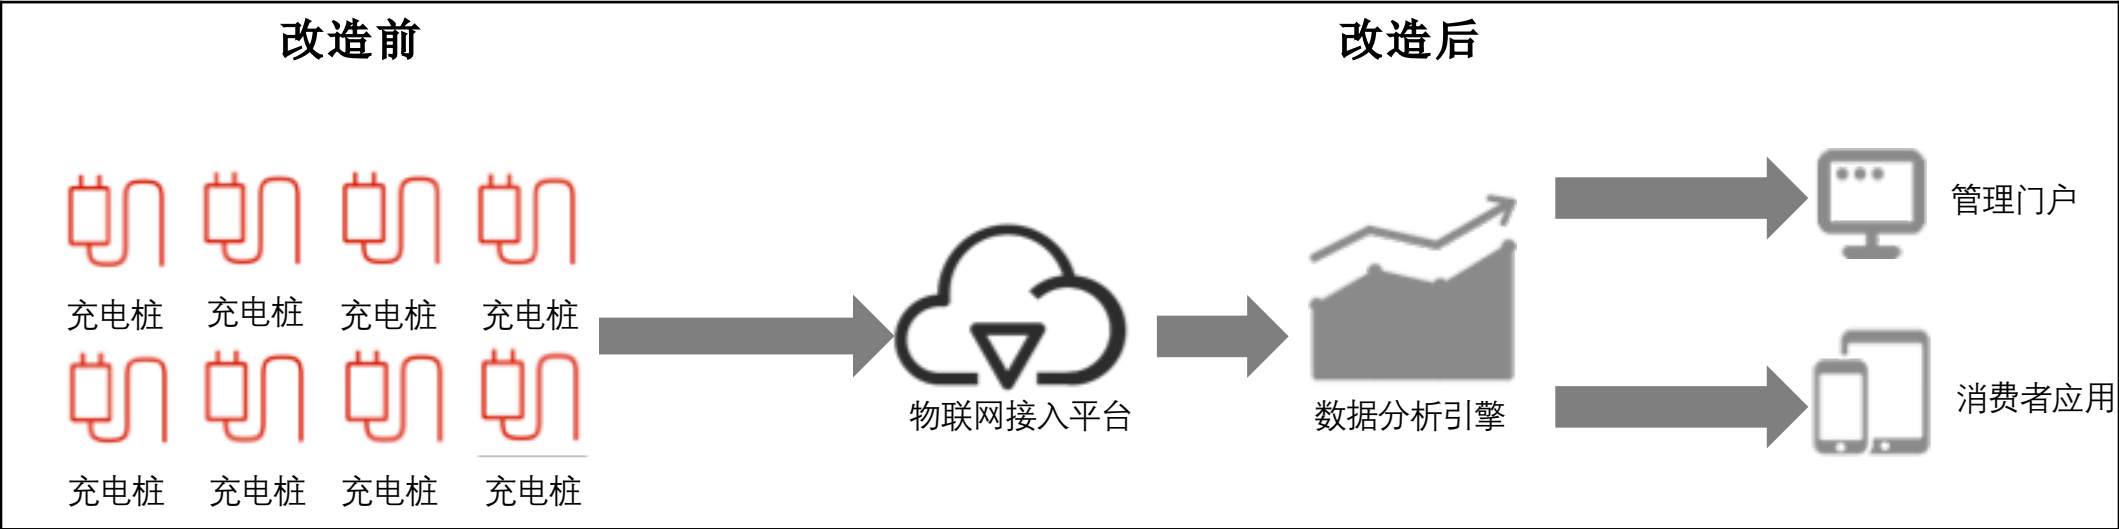 改造前
改造后
充电桩 充电桩 充电桩 充电桩
充电桩 充电桩 充电桩 充电桩
物联网接入平台
数据分析引擎
管理门户
消费者应用